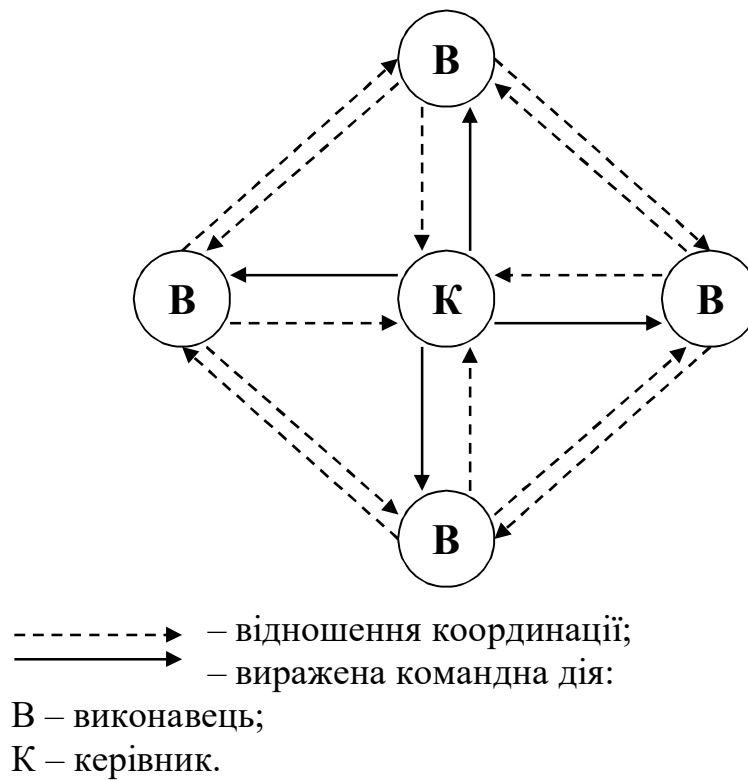 В
В
К
В
В
– відношення координації;
– виражена командна дія:
В – виконавець;
К – керівник.